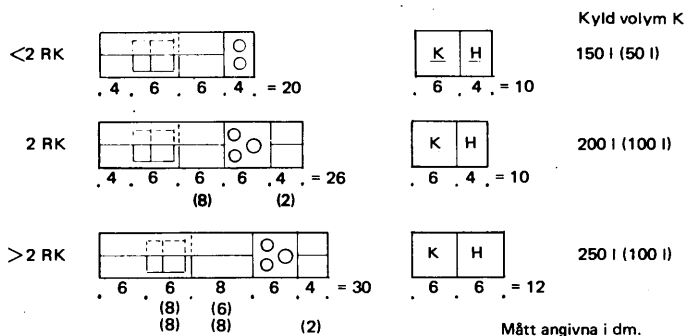 Kyld volym K
<2 RK K H 150 l (50 l)
. 4 . 6 . 6 . 4 . = 20 . 6 . 4 . = 10
2 RK K H 200 l (100 l)
. 4 . 6 . 6 . 6 . 4 . = 26 . 6 . 4 . = 10
(8) (2)
>2 RK K H 250 l (100 l)
. 6 . 6 . 8 . 6 . 4 . = 30 . 6 . 6 . = 12
(8) (6)
(8) (8) (2)
Mått angivna i dm.